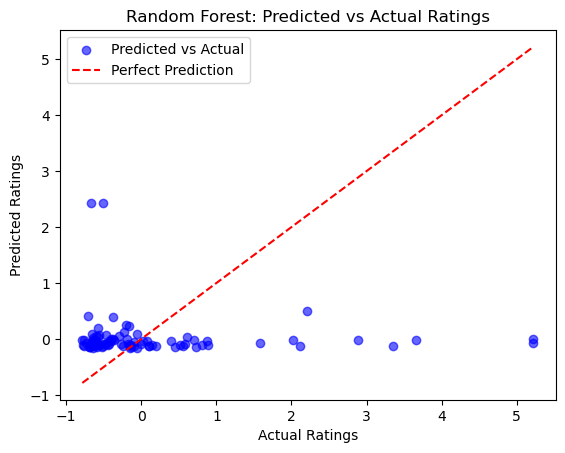 Random Forest: Predicted vs Actual Ratings
Predicted vs Actual
Perfect Prediction
Predicted Ratings
5
4
3
2
1
0
−1
−1
0
1
2
3
4
5
Actual Ratings